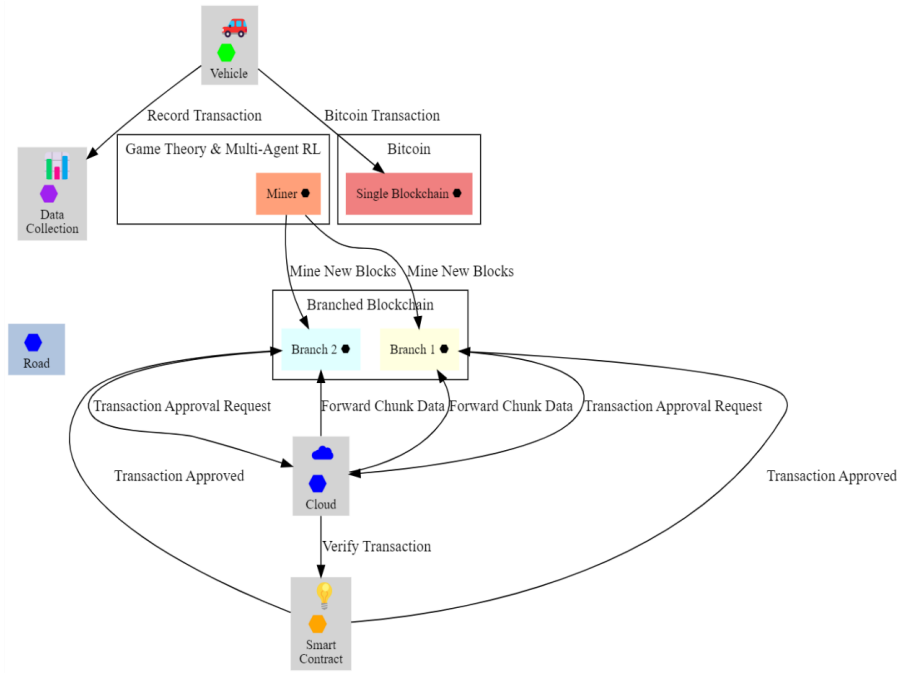 Vehicle
Record Transaction
Bitcoin Transaction
Game Theory & Multi-Agent RL
Bitcoin
Miner
Single Blockchain
Data
Collection
Mine New Blocks
Mine New Blocks
Branched Blockchain
Road
Branch 2
Branch 1
Transaction Approval Request
Forward Chunk Data
Forward Chunk Data
Transaction Approval Request
Transaction Approved
Transaction Approved
Cloud
Verify Transaction
Smart
Contract